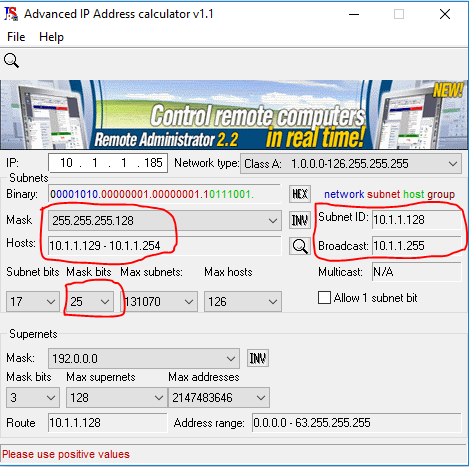 Advanced IP Address calculator v1.1
File Help
NEW!
Control remote computers
Remote Administrator 2.2 in real time!
IP: 10 . 1 . 1 .185 Network type: Class A: 1.0.0.0-126.255.255.255
Subnets
Binary: 00001010.00000001.00000001.10111001. HEX network subnet host group
Mask 255.255.255.128 INV Subnet ID: 10.1.1.128
Hosts: 10.1.1.129 - 10.1.1.254 Broadcast: 10.1.1.255
Subnet bits Mask bits Max subnets: Max hosts Multicast: N/A
17 25 131070 126 Allow 1 subnet bit
Supernets
Mask: 192.0.0.0 INV
Mask bits Max supernets Max addresses
3 128 2147483646
Route 10.1.1.128 Address range: 0.0.0.0 - 63.255.255.255
Please use positive values